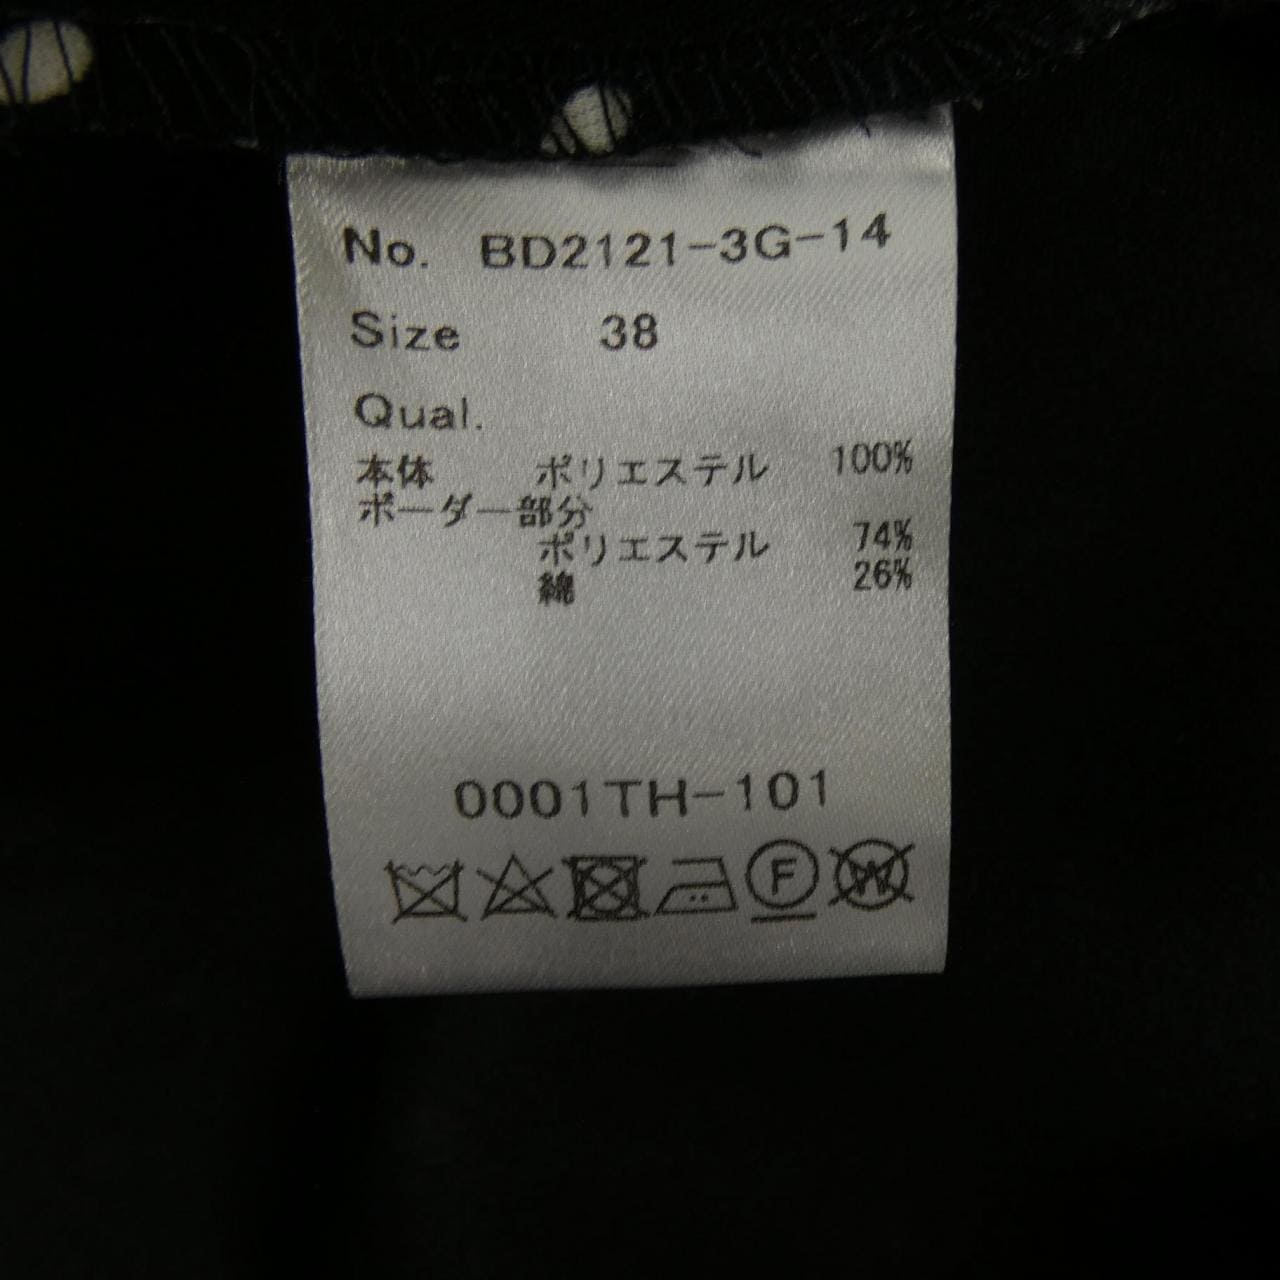 No. BD2121-3G-14
Size 38
Qual.
本体 ポリエステル 100%
ボーダー部分
ポリエステル 74%
綿 26%
0001TH-101
F W